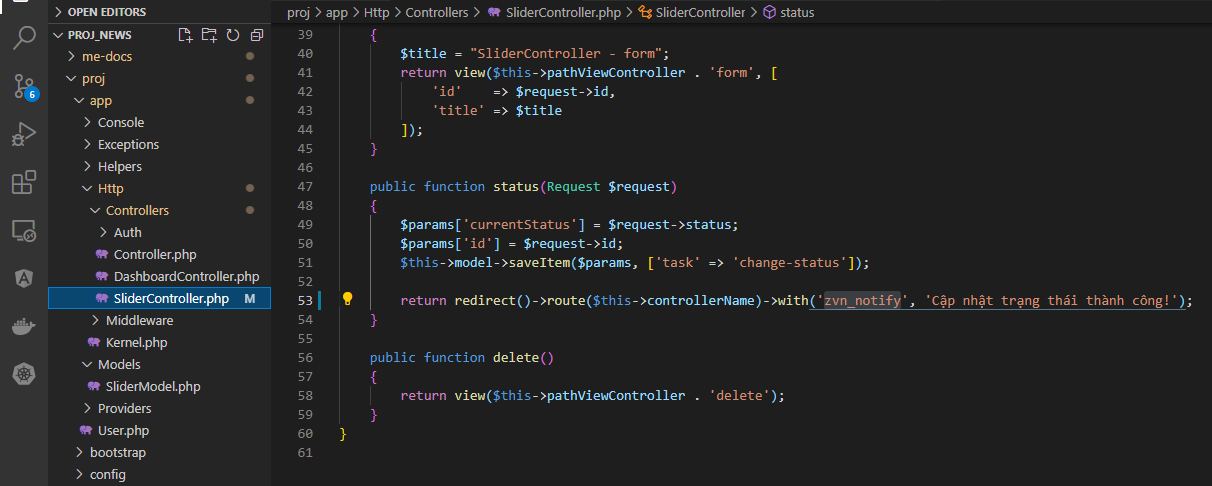 OPEN EDITORS
PROJ_NEWS
me-docs
proj
app
Console
Exceptions
Helpers
Http
Controllers
Auth
Controller.php
DashboardController.php
SliderController.php M
Middleware
Kernel.php
Models
SliderModel.php
Providers
User.php
bootstrap
config
6
proj > app > Http > Controllers > SliderController.php > SliderController > status
39 {
40 $title = "SliderController - form";
41 return view($this->pathViewController . 'form', [
42 'id' => $request->id,
43 'title' => $title
44 ]);
45 }
46
47 public function status(Request $request)
48 {
49 $params['currentStatus'] = $request->status;
50 $params['id'] = $request->id;
51 $this->model->saveItem($params, ['task' => 'change-status']);
52
53 return redirect()->route($this->controllerName)->with('zvn_notify', 'Cập nhật trạng thái thành công!');
54 }
55
56 public function delete()
57 {
58 return view($this->pathViewController . 'delete');
59 }
60 }
61